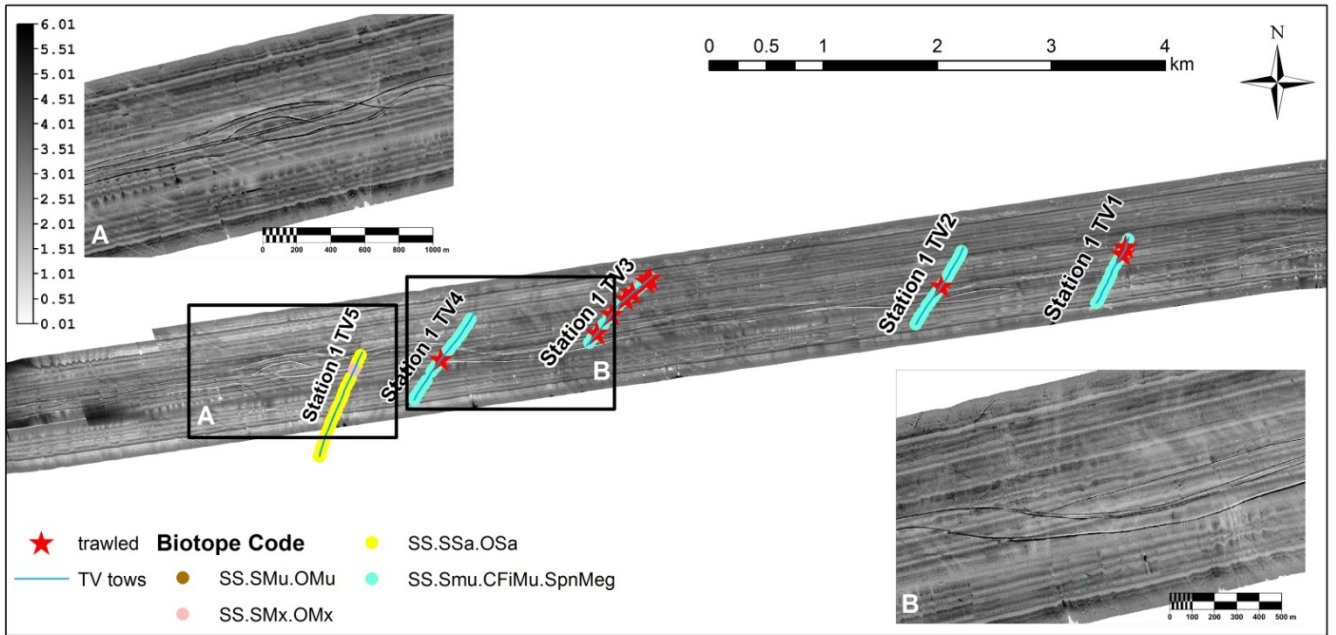 6.01
5.51
5.01
4.51
4.01
3.51
3.01
2.51
2.01
1.51
1.01
0.51
0.01
A
0 200 400 600 800 1000 m
0 0.5 1 2 3 4
km
N
Station 1 TV5
Station 1 TV4
Station 1 TV3
Station 1 TV2
Station 1 TV1
A
B
trawled
TV tows
Biotope Code
SS.SMu.OMu
SS.SMx.OMx
SS.SSa.OSa
SS.Smu.CFiMu.SpnMeg
B
0 100 200 300 400 500 m